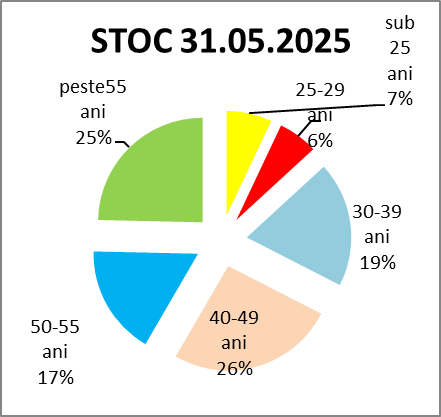 STOC 31.05.2025
sub
25
ani
7%
25-29
ani
6%
30-39
ani
19%
40-49
ani
26%
50-55
ani
17%
peste55
ani
25%